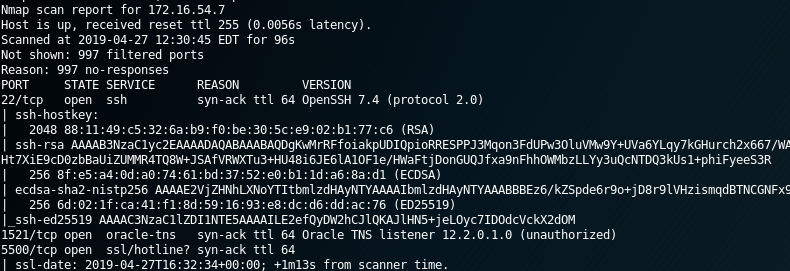 Nmap scan report for 172.16.54.7
Host is up, received reset ttl 255 (0.0056s latency).
Scanned at 2019-04-27 12:30:45 EDT for 96s
Not shown: 997 filtered ports
Reason: 997 no-responses
PORT     STATE SERVICE      REASON         VERSION
22/tcp   open  ssh          syn-ack ttl 64 OpenSSH 7.4 (protocol 2.0)
| ssh-hostkey:
|   2048 88:11:49:c5:32:6a:b9:f0:be:30:5c:e9:02:b1:77:c6 (RSA)
| ssh-rsa AAAAB3NzaC1yc2EAAAADAQABAAABAQDgKwMrRFfoiakpUDIQpioRRESPPJ3Mqon3FdUPw3OluVMw9Y+UVa6YLqy7kGHurch2x667/WA
Ht7XiE9cD0zbBaUiZUMMR4TQ8W+JSAfVRWXTu3+HU48i6JE6lA1OF1e/HWaFtjDonGUQJfxa9nFhhOWMbzLLYy3uQcNTDQ3kUs1+phiFyeeS3R
|   256 8f:e5:a4:0d:a0:74:61:bd:37:52:e0:b1:1d:a6:8a:d1 (ECDSA)
| ecdsa-sha2-nistp256 AAAAE2VjZHNhLXNoYTItbmlzdHAyNTYAAAAIbmlzdHAyNTYAAABBBEz6/kZSpde6r9o+jD8r9lVHzismqdBTNCGNFx9
|   256 6d:02:1f:ca:41:f1:8d:59:16:93:e8:dc:d6:dd:ac:76 (ED25519)
|_ssh-ed25519 AAAAC3NzaC1lZDI1NTE5AAAAILE2efQyDW2hCJlQKAJlHN5+jeLOyc7IDOdcVckX2dOM
1521/tcp open  oracle-tns   syn-ack ttl 64 Oracle TNS listener 12.2.0.1.0 (unauthorized)
5500/tcp open  ssl/hotline? syn-ack ttl 64
| ssl-date: 2019-04-27T16:32:34+00:00; +1m13s from scanner time.